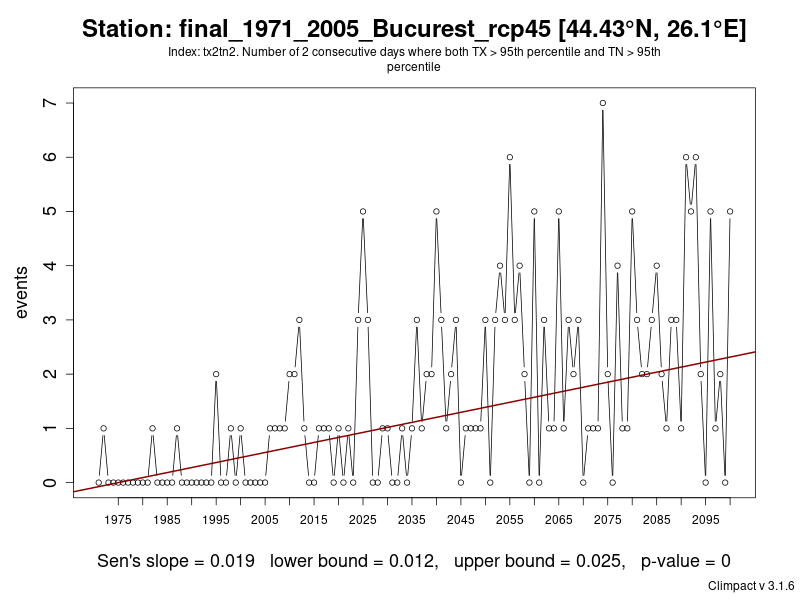 Station: final_1971_2005_Bucurest_rcp45 [44.43°N, 26.1°E]
Index: tx2tn2. Number of 2 consecutive days where both TX > 95th percentile and TN > 95th
percentile
7
6
5
4
3
2
1
0
events
1975 1985 1995 2005 2015 2025 2035 2045 2055 2065 2075 2085 2095
Sen's slope = 0.019 lower bound = 0.012, upper bound = 0.025, p-value = 0
Climpact v 3.1.6